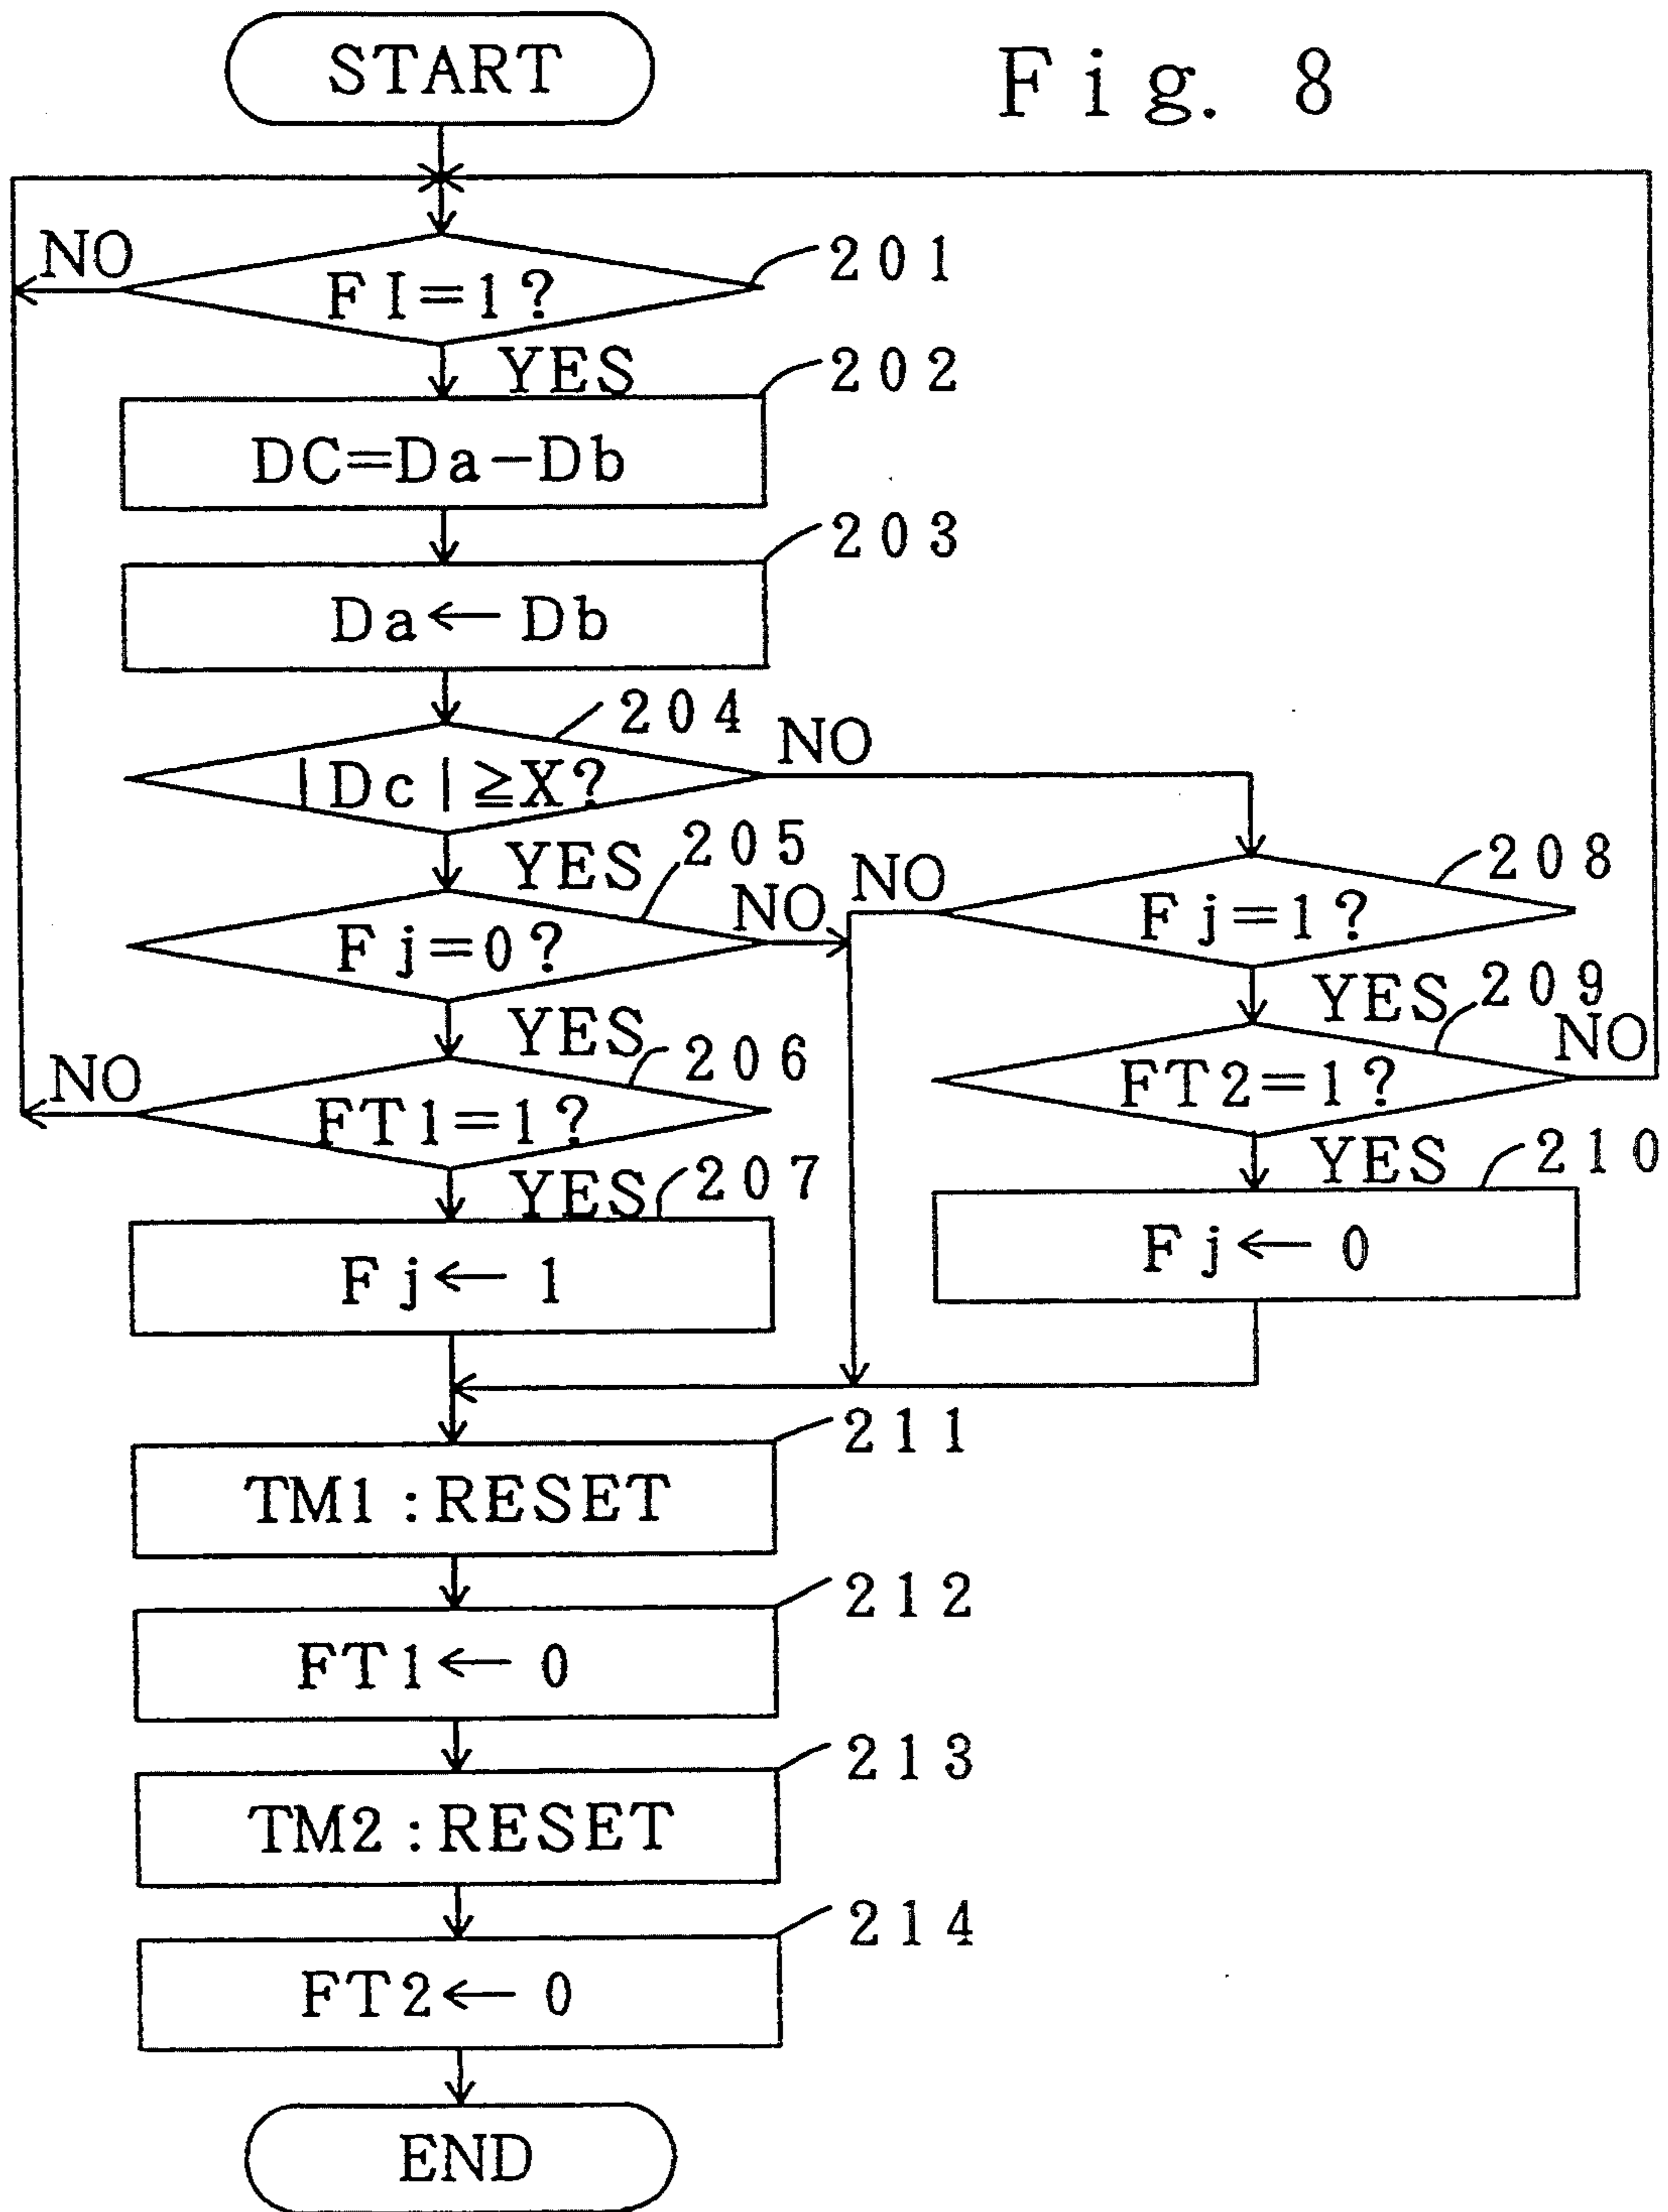 START
Fig. 8
NO
FI=1?
201
YES
202
DC=Da-Db
203
Da← Db
204
NO
|Dc|≧X?
YES
205
NO
NO
208
Fj=0?
Fj=1?
YES
206
YES
209
NO
NO
FT1=1?
FT2=1?
YES
207
YES
210
Fj← 1
Fj← 0
211
TM1:RESET
212
FT1← 0
213
TM2:RESET
214
FT2← 0
END